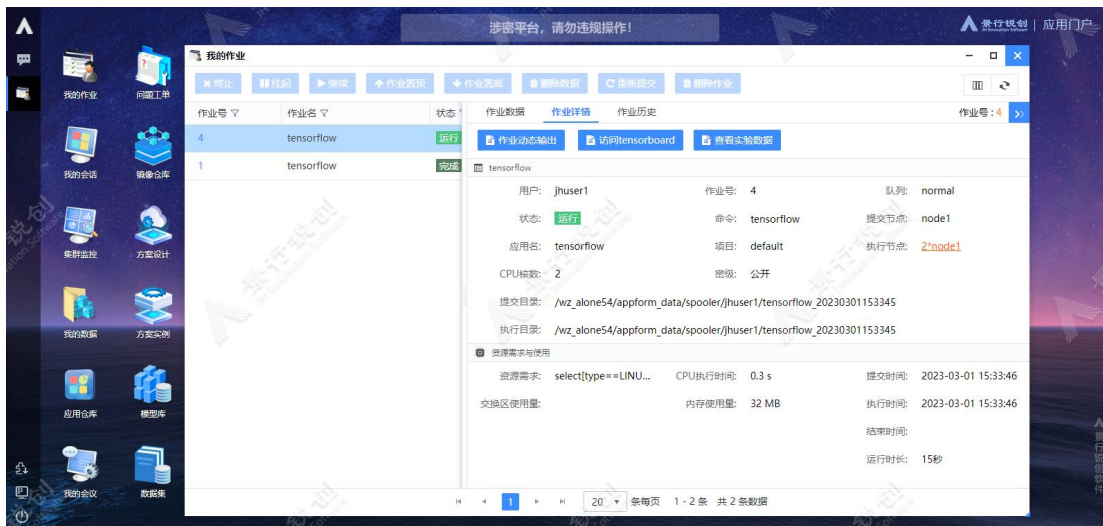 涉密平台，请勿违规操作！
景行锐创 应用门户
JH Innovation Software
我的作业
问题工单
我的会话
镜像仓库
集群监控
方案设计
我的数据
方案实例
应用仓库
模型库
我的会议
数据集
我的作业
终止 挂起 继续 作业置顶 作业置底 删除数据 重新提交 删除作业
作业号 作业名 状态
4 tensorflow 运行
1 tensorflow 完成
作业数据 作业详情 作业历史 作业号：4
作业动态输出 访问tensorboard 查看实验数据
tensorflow
用户: jhuser1 作业号: 4 队列: normal
状态: 运行 命令: tensorflow 提交节点: node1
应用名: tensorflow 项目: default 执行节点: 2*node1
CPU核数: 2 密级: 公开
提交目录: /wz_alone54/appform_data/spooler/jhuser1/tensorflow_20230301153345
执行目录: /wz_alone54/appform_data/spooler/jhuser1/tensorflow_20230301153345
资源需求与使用
资源需求: select[type==LINU... CPU执行时间: 0.3 s 提交时间: 2023-03-01 15:33:46
交换区使用量: 内存使用量: 32 MB 执行时间: 2023-03-01 15:33:46
结束时间:
运行时长: 15秒
1 20 条每页 1 - 2 条 共 2 条数据
景行锐创软件